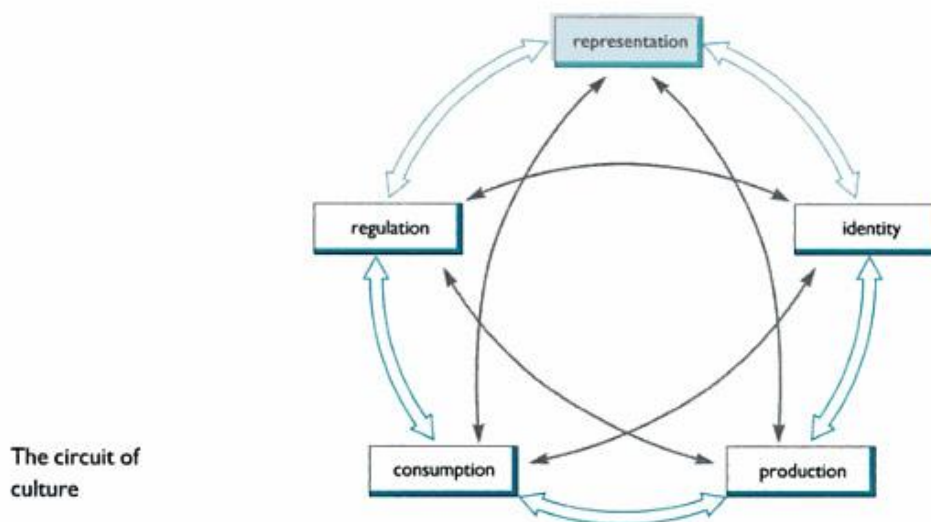 representation
regulation
identity
consumption
production
The circuit of
culture